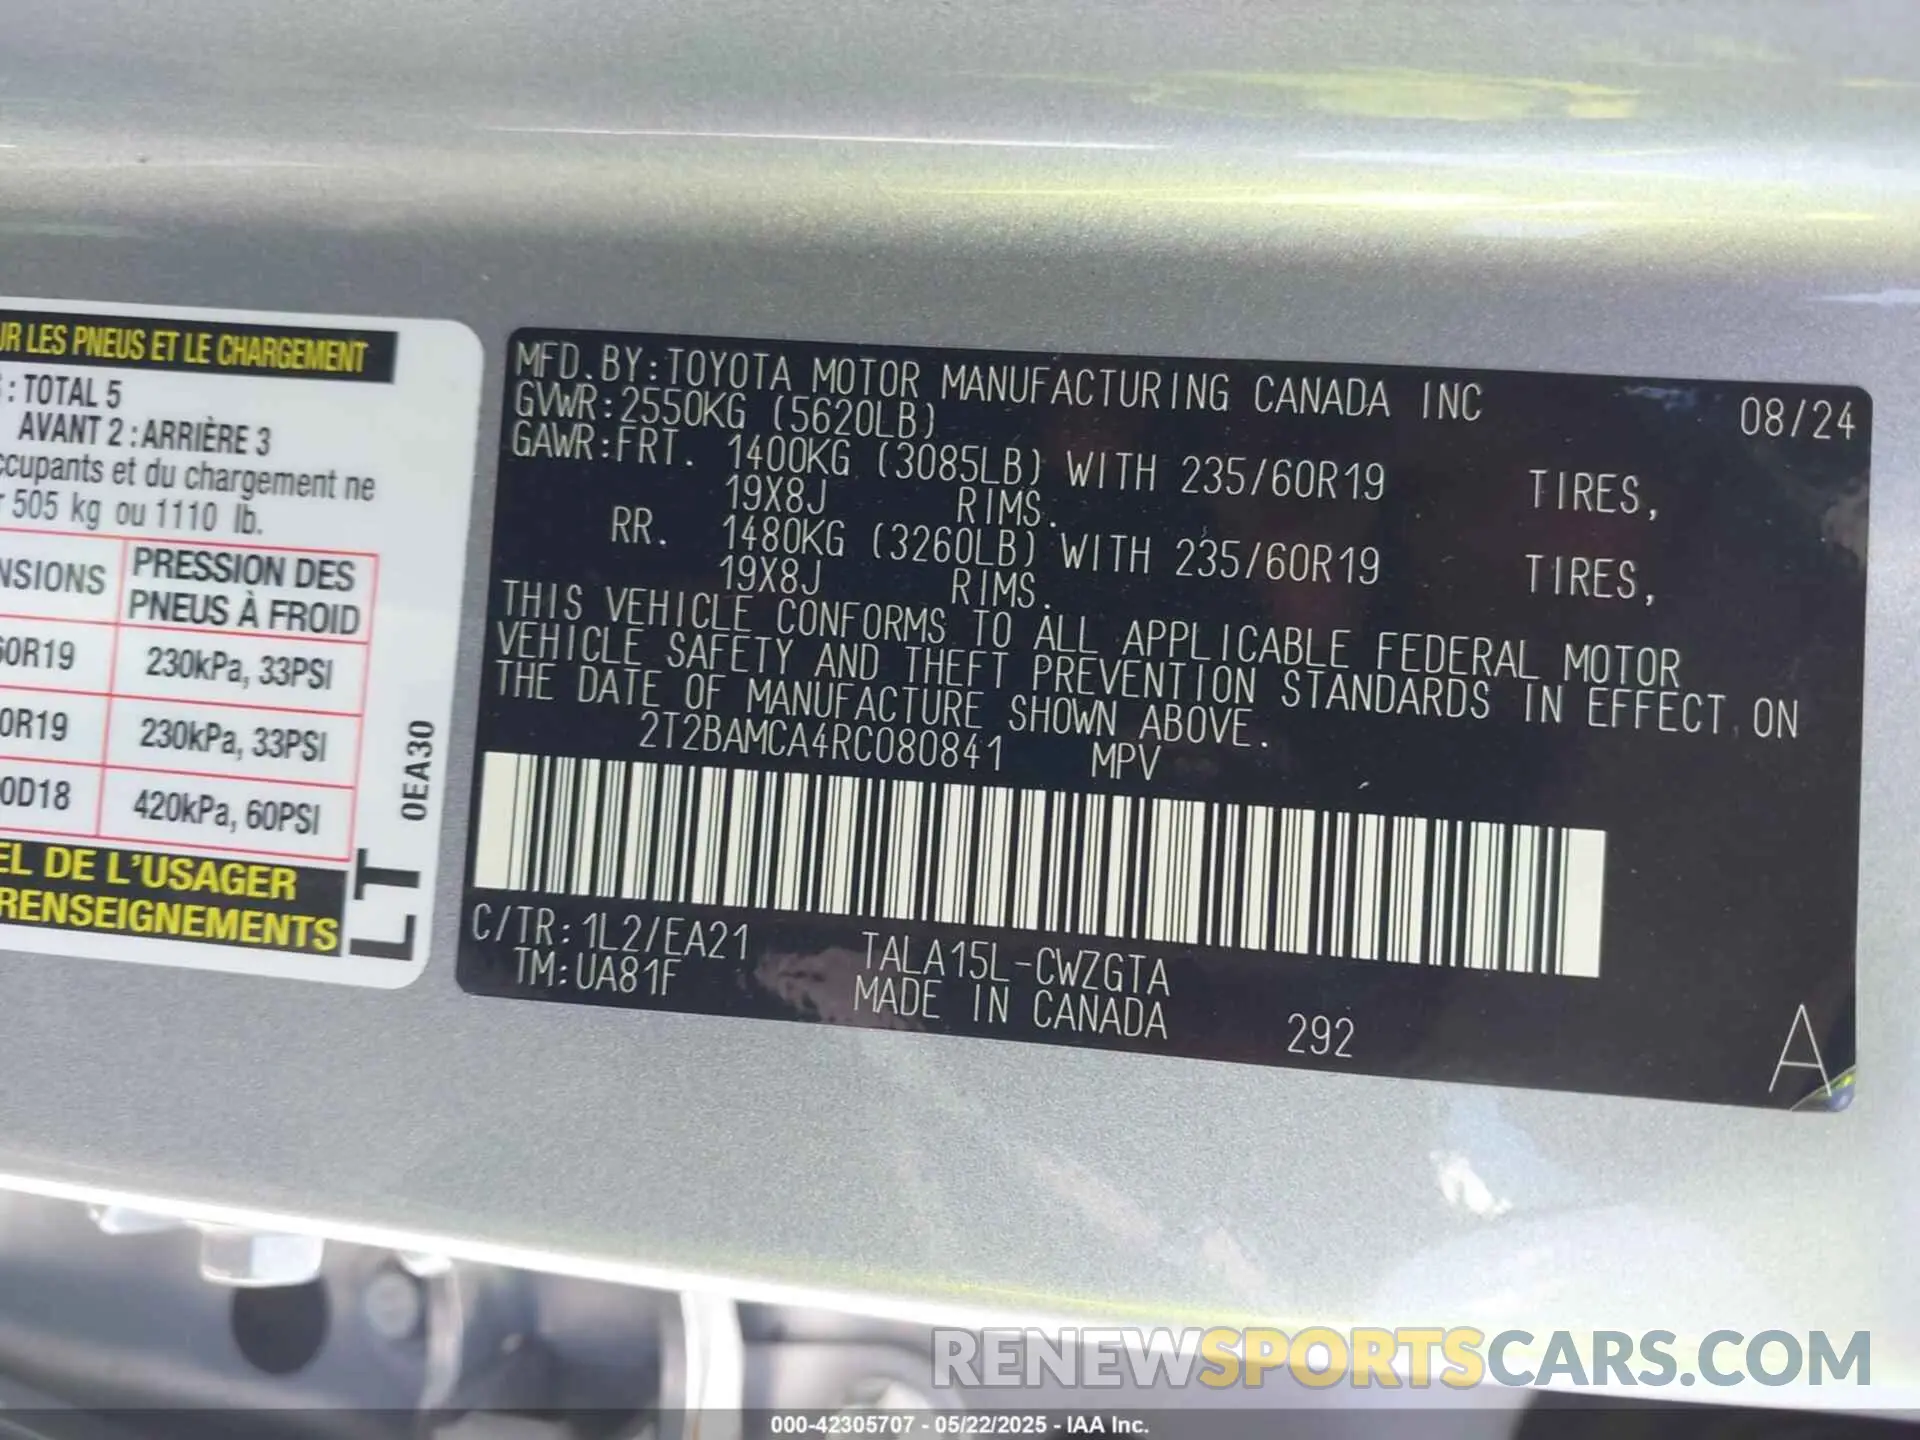 UR LES PNEUS ET LE CHARGEMENT
: TOTAL 5
AVANT 2 : ARRIÈRE 3
ccupants et du chargement ne
r 505 kg ou 1110 lb.
NSIONS
PRESSION DES
PNEUS À FROID
60R19
230kPa, 33PSI
0R19
230kPa, 33PSI
0D18
420kPa, 60PSI
EL DE L'USAGER
RENSEIGNEMENTS
LT
0EA30
MFD.BY:TOYOTA MOTOR MANUFACTURING CANADA INC 08/24
GVWR:2550KG (5620LB)
GAWR:FRT. 1400KG (3085LB) WITH 235/60R19 TIRES,
19X8J RIMS.
RR. 1480KG (3260LB) WITH 235/60R19 TIRES,
19X8J RIMS.
THIS VEHICLE CONFORMS TO ALL APPLICABLE FEDERAL MOTOR
VEHICLE SAFETY AND THEFT PREVENTION STANDARDS IN EFFECT ON
THE DATE OF MANUFACTURE SHOWN ABOVE.
2T2BAMCA4RC080841 MPV
C/TR:1L2/EA21 TALA15L-CWZGTA
TM:UA81F MADE IN CANADA 292
A
RENEWSPORTSCARS.COM
000-42305707 - 05/22/2025 - IAA Inc.